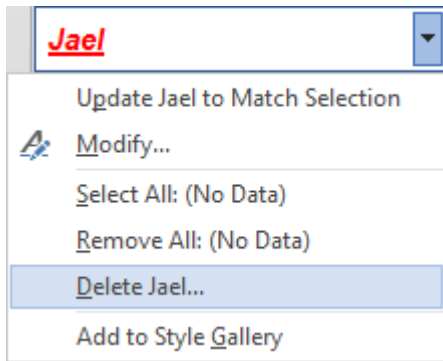 Jael
Update Jael to Match Selection
Modify...
Select All: (No Data)
Remove All: (No Data)
Delete Jael...
Add to Style Gallery